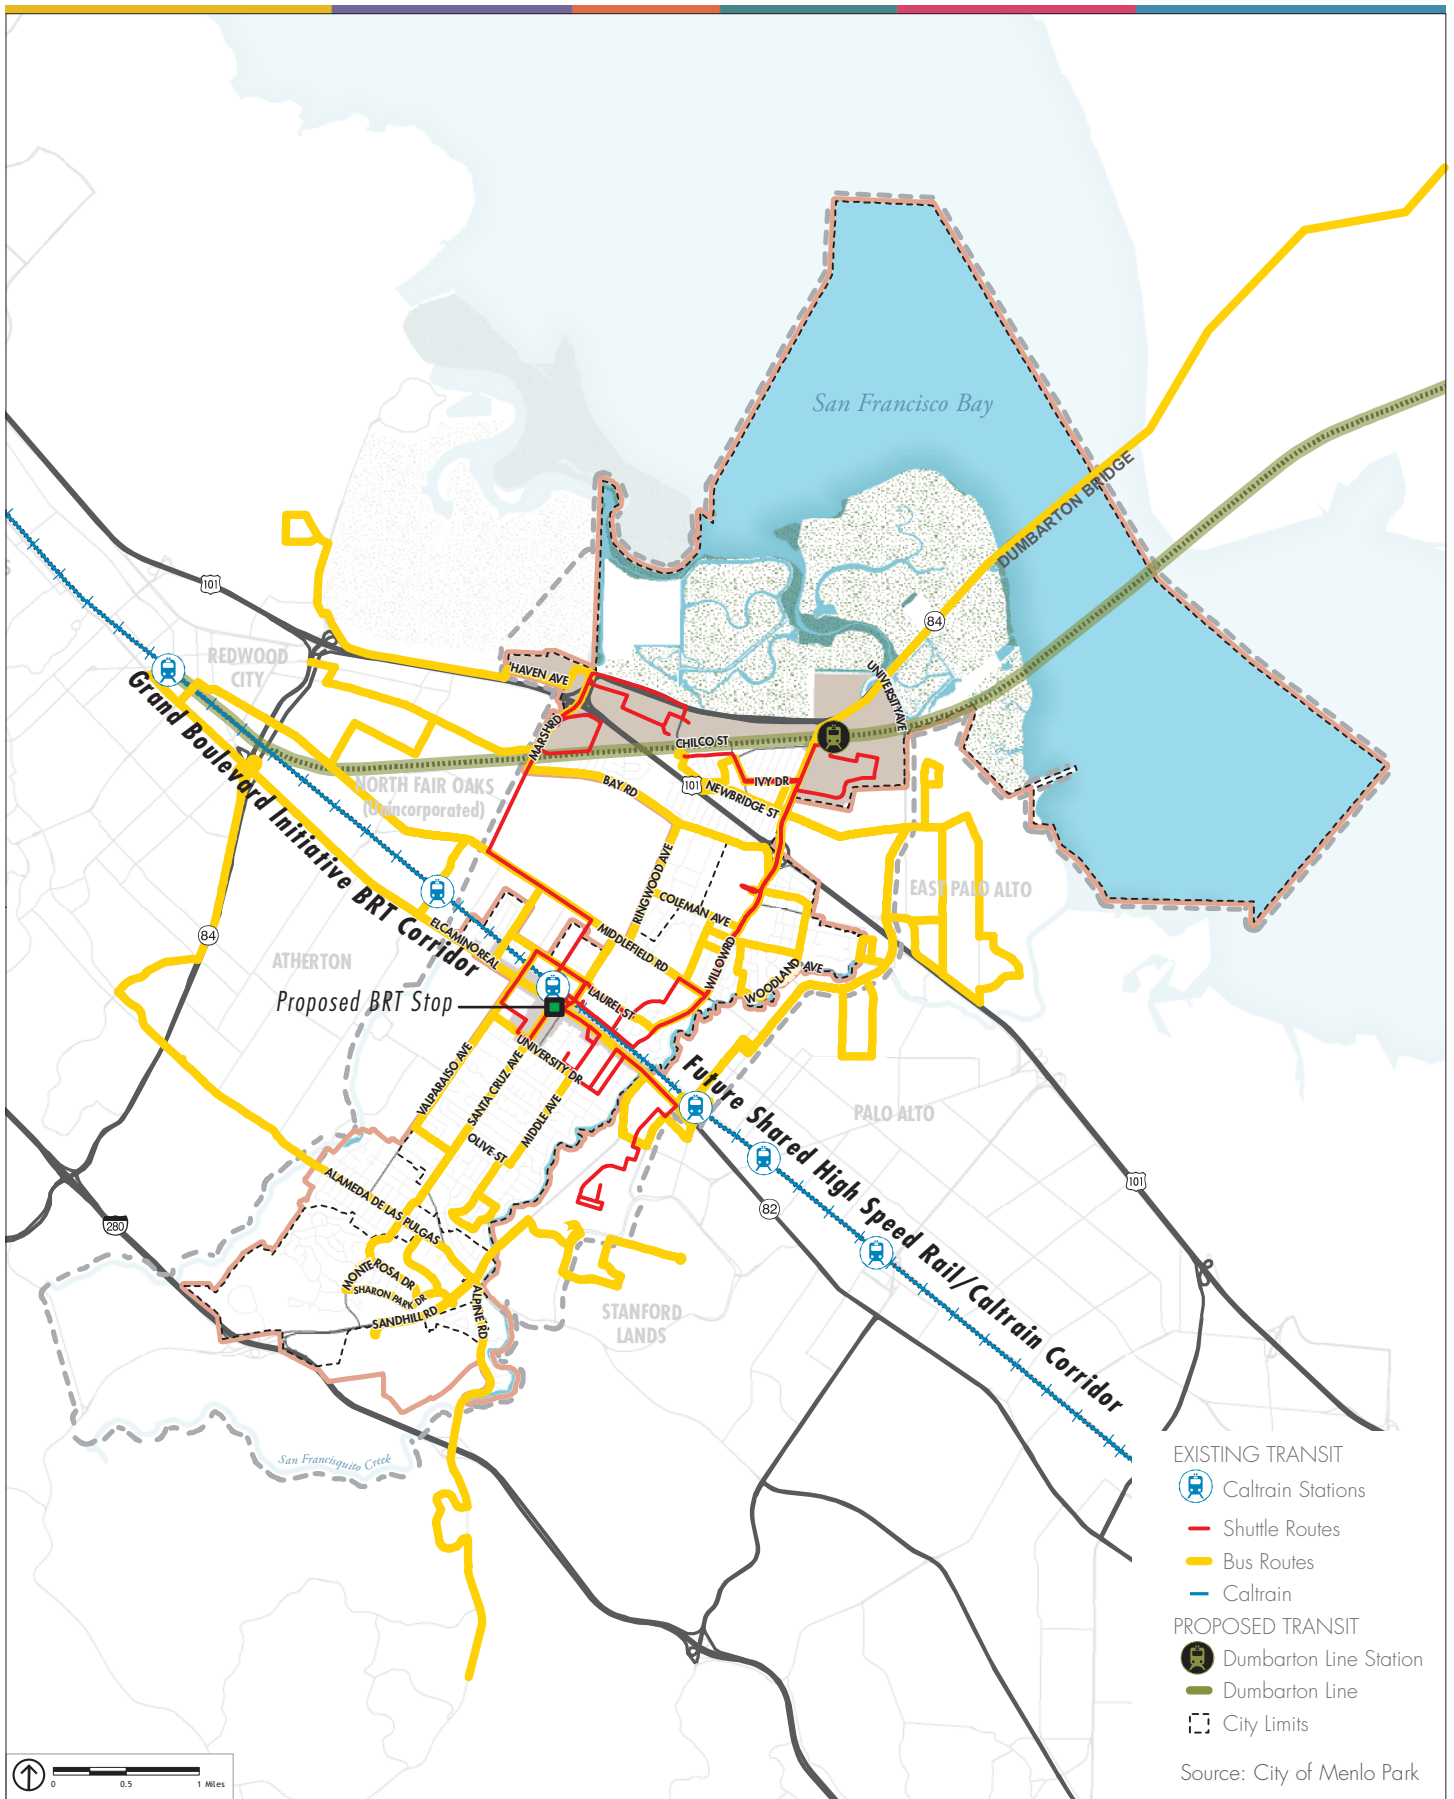 San Francisco Bay
DUMBARTON BRIDGE
101
84
REDWOOD
CITY
HAVEN AVE
UNIVERSITY AVE
MARSH RD
CHILCO ST
Grand Boulevard Initiative BRT Corridor
NORTH FAIR OAKS
(Unincorporated)
BAY RD
101
IVY DR
NEWBRIDGE ST
RINGWOOD AVE
EAST PALO ALTO
COLEMAN AVE
84
ELCAMINO REAL
MIDDLEFIELD RD
WILLOW RD
ATHERTON
WOODLAND AVE
Proposed BRT Stop
LAUREL ST
UNIVERSITY DR
VALPARAISO AVE
SANTA CRUZ AVE
MIDDLE AVE
OLIVE ST
PALO ALTO
Future Shared High Speed Rail/Caltrain Corridor
101
82
280
ALAMEDA DE LAS PULGAS
MONTE ROSA DR
SHARON PARK DR
SANDHILL RD
ALPINE RD
STANFORD
LANDS
San Francisquito Creek
EXISTING TRANSIT
Caltrain Stations
Shuttle Routes
Bus Routes
Caltrain
PROPOSED TRANSIT
Dumbarton Line Station
Dumbarton Line
City Limits
Source: City of Menlo Park
0 0.5 1 Miles